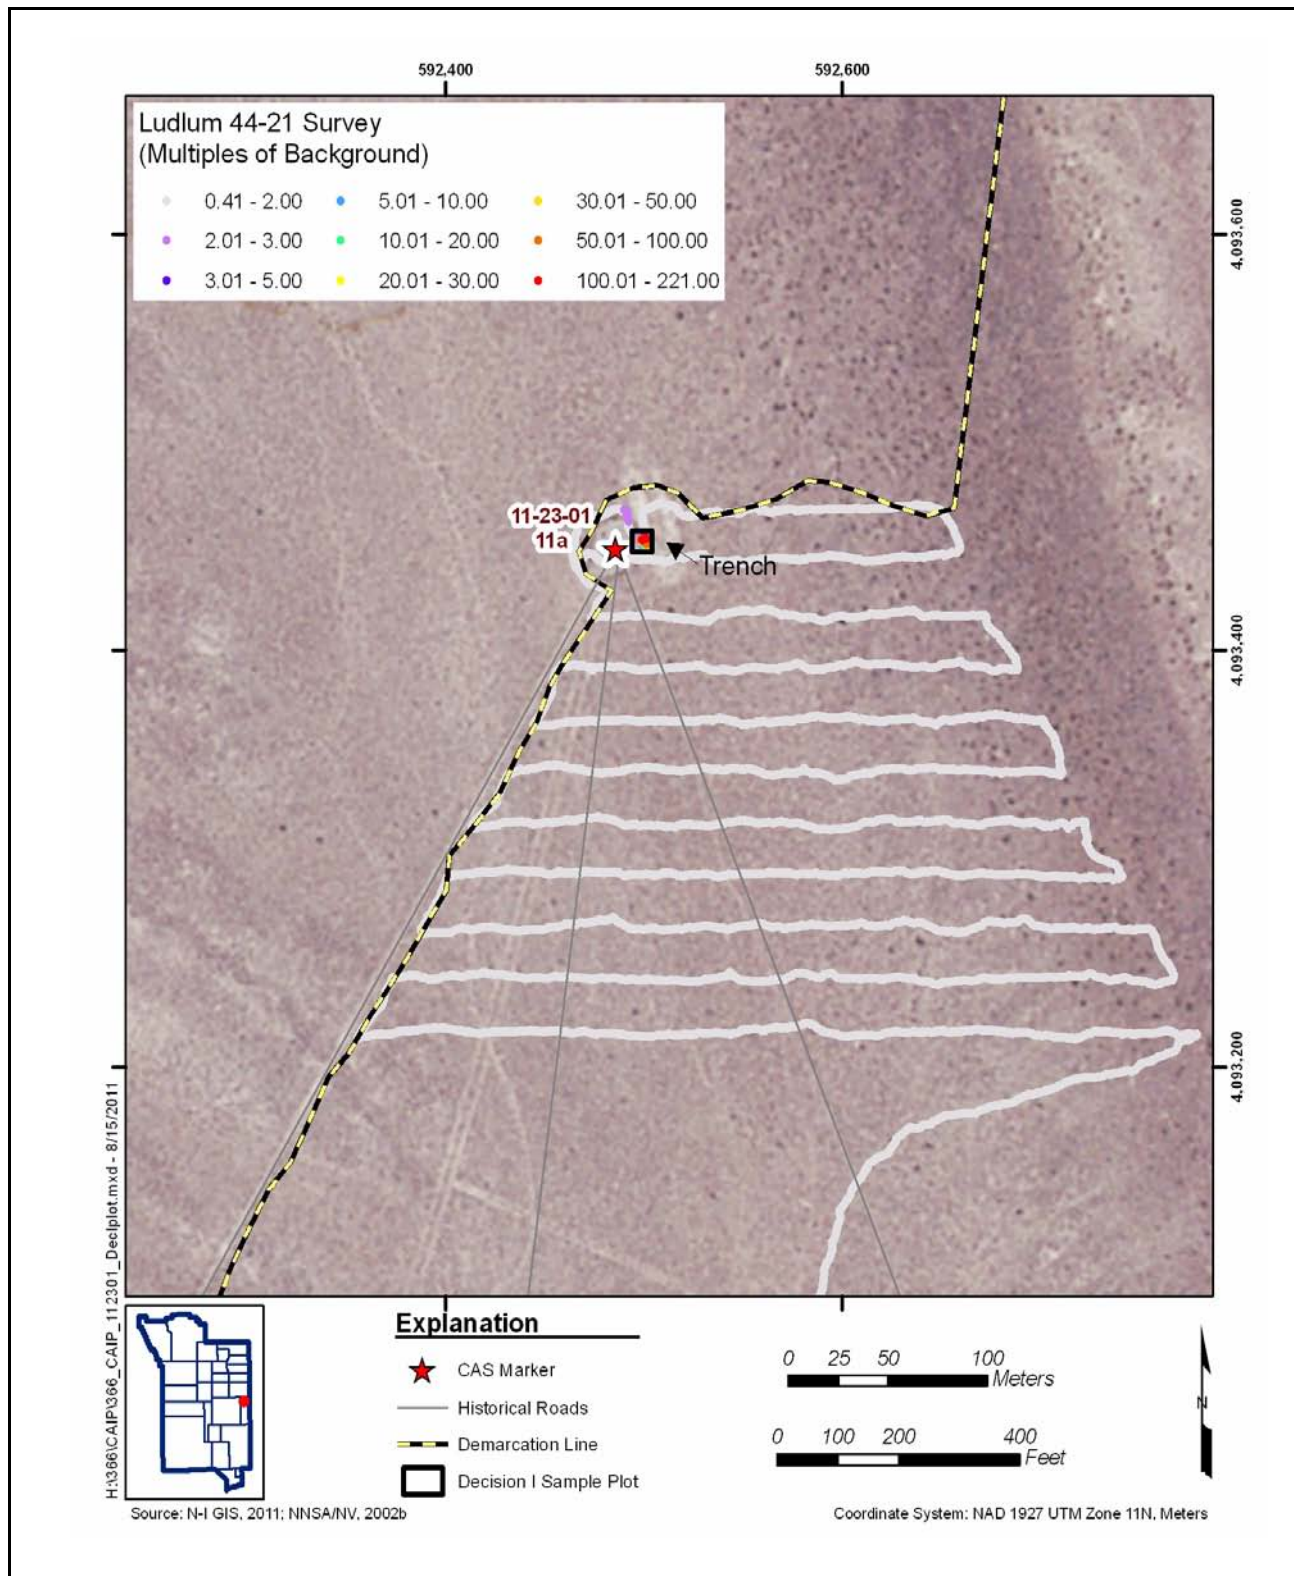 592,400
592,600
Ludlum 44-21 Survey
(Multiples of Background)
0.41 - 2.00
5.01 - 10.00
30.01 - 50.00
2.01 - 3.00
10.01 - 20.00
50.01 - 100.00
3.01 - 5.00
20.01 - 30.00
100.01 - 221.00
4,093,600
11-23-01
11a
Trench
4,093,400
4,093,200
H:\366\CAIP\366_CAIP_112301_DecIplot.mxd - 8/15/2011
Explanation
CAS Marker
Historical Roads
Demarcation Line
Decision I Sample Plot
0 25 50 100
Meters
0 100 200 400
Feet
N
Source: N-I GIS, 2011; NNSA/NV, 2002b
Coordinate System: NAD 1927 UTM Zone 11N, Meters